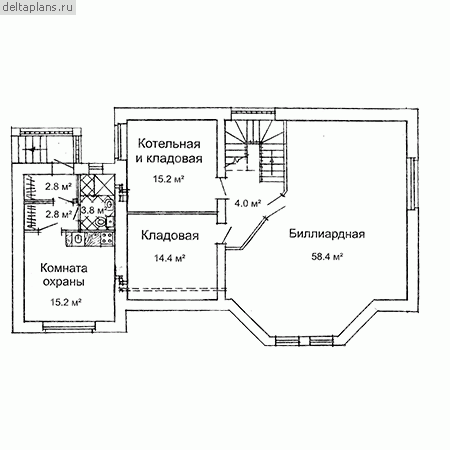 deltaplans.ru
Котельная
и кладовая
15.2 м²
2.8 м²
2.8 м²
3.8 м²
4.0 м²
Кладовая
14.4 м²
Биллиардная
58.4 м²
Комната
охраны
15.2 м²